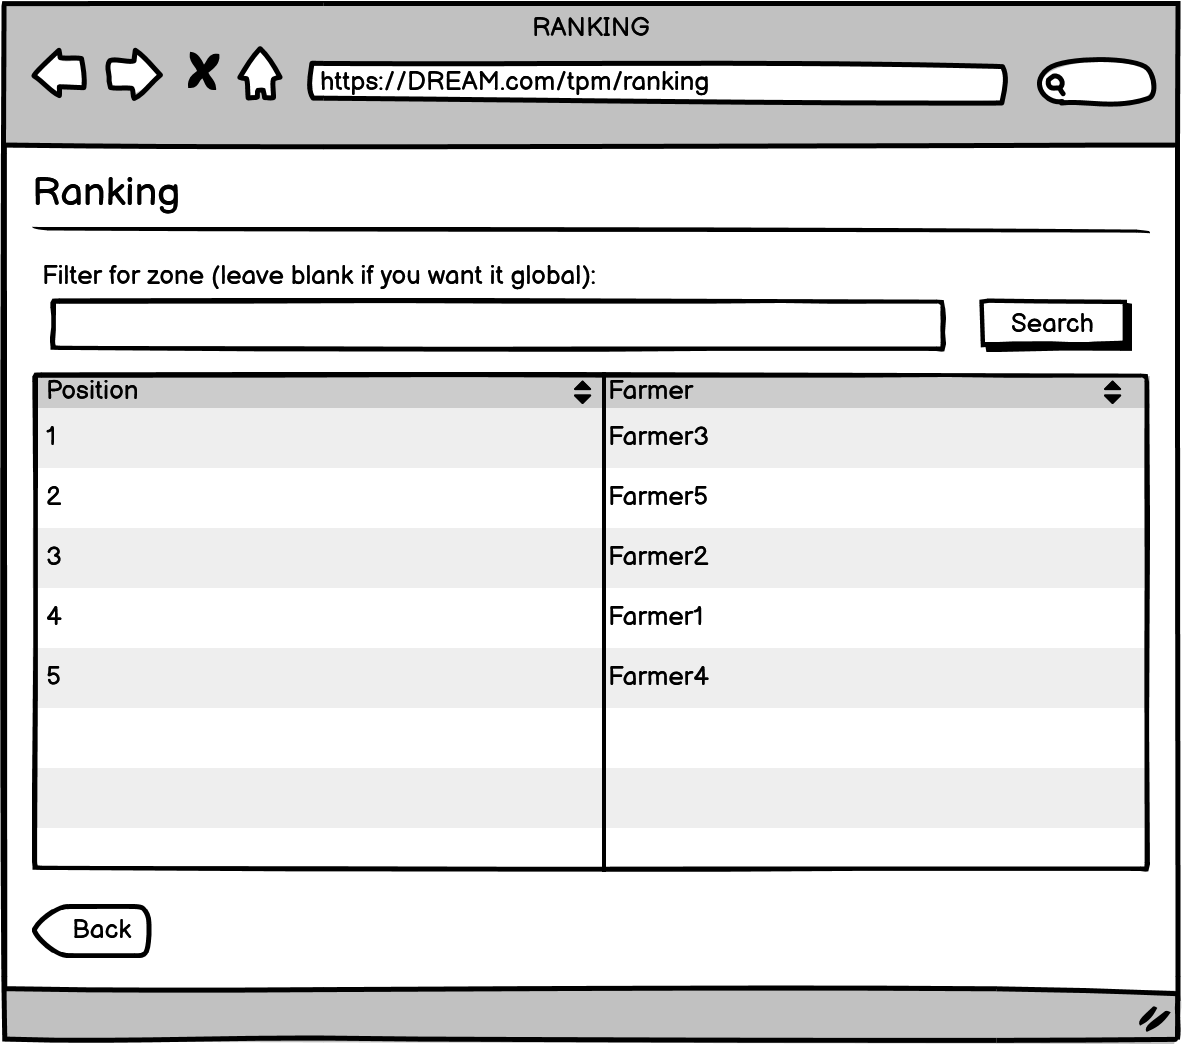 RANKING
https://DREAM.com/tpm/ranking
Ranking
Filter for zone (leave blank if you want it global):
Search
Position Farmer
1 Farmer3
2 Farmer5
3 Farmer2
4 Farmer1
5 Farmer4
Back